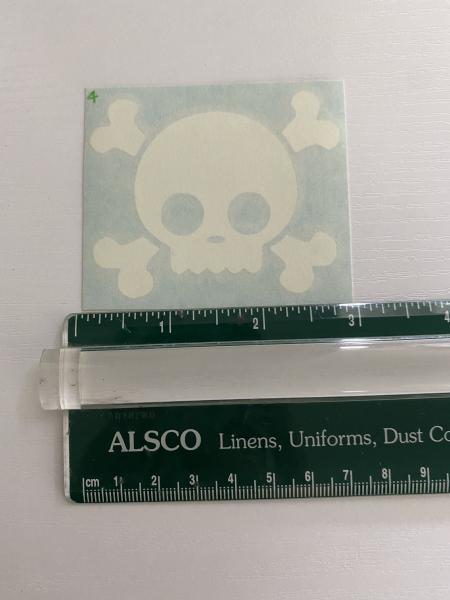 4
1 2 3 4
ALSCO Linens, Uniforms, Dust Co
cm 1 2 3 4 5 6 7 8 9